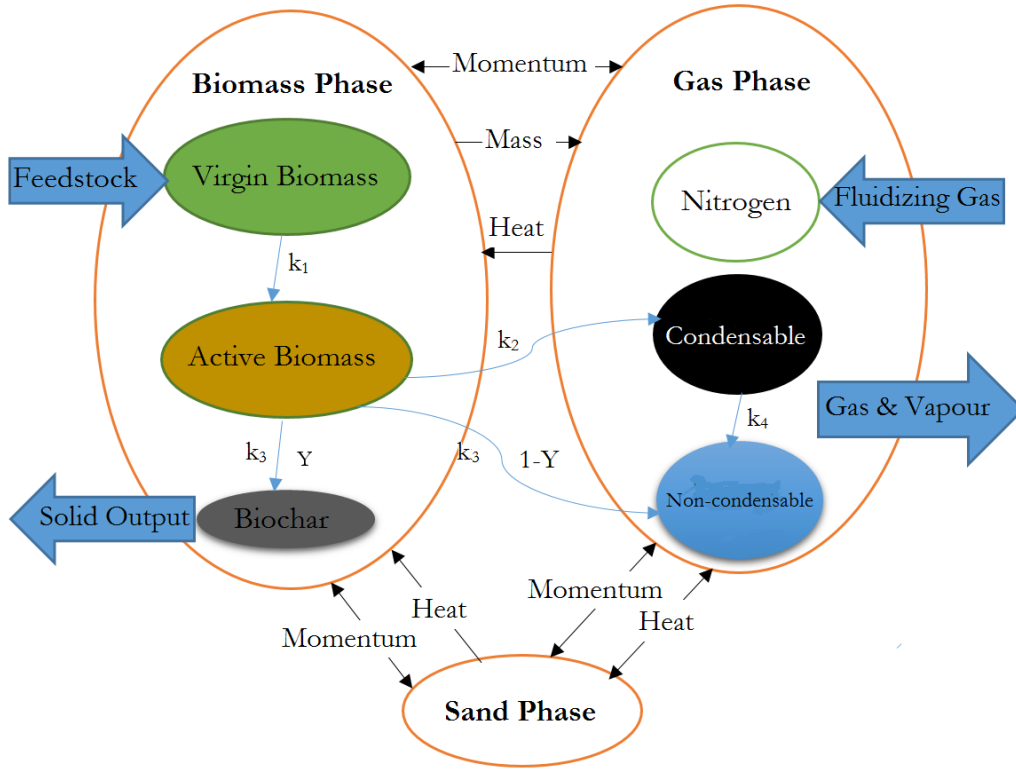 Momentum
Biomass Phase
Gas Phase
Mass
Feedstock
Virgin Biomass
Nitrogen
Fluidizing Gas
Heat
k1
Condensable
k2
Active Biomass
Gas & Vapour
k4
k3
Y
k3
1-Y
Non-condensable
Solid Output
Biochar
Momentum
Heat
Momentum
Heat
Sand Phase